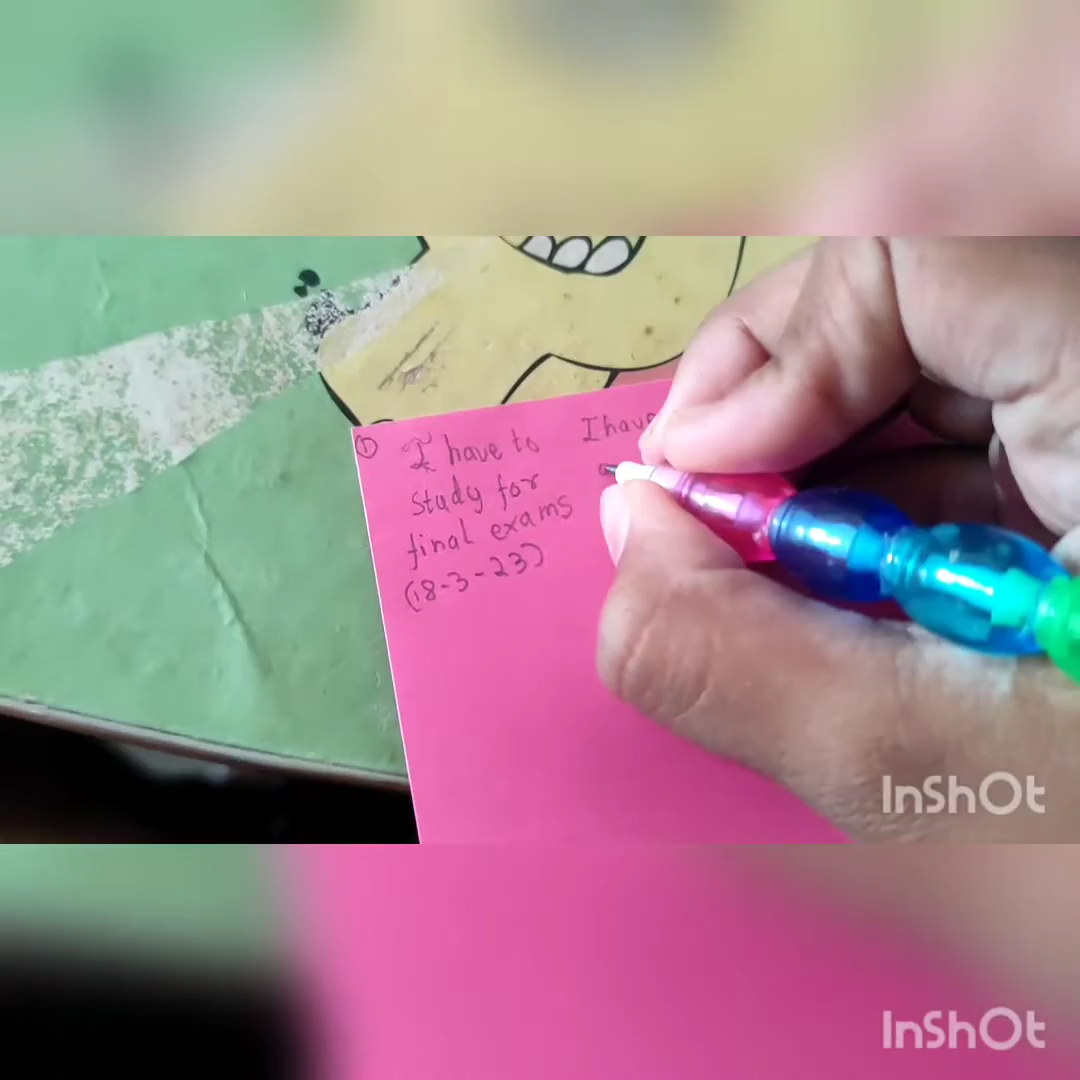 ① I have to
study for
final exams
(18-3-23)
I have
InShOt
InShOt